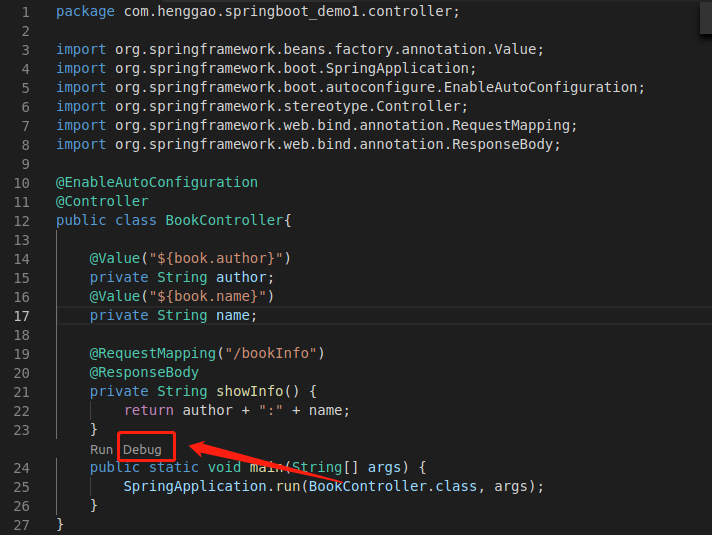 1 package com.henggao.springboot_demo1.controller;
2
3 import org.springframework.beans.factory.annotation.Value;
4 import org.springframework.boot.SpringApplication;
5 import org.springframework.boot.autoconfigure.EnableAutoConfiguration;
6 import org.springframework.stereotype.Controller;
7 import org.springframework.web.bind.annotation.RequestMapping;
8 import org.springframework.web.bind.annotation.ResponseBody;
9
10 @EnableAutoConfiguration
11 @Controller
12 public class BookController{
13
14     @Value("${book.author}")
15     private String author;
16     @Value("${book.name}")
17     private String name;
18
19     @RequestMapping("/bookInfo")
20     @ResponseBody
21     private String showInfo() {
22         return author + ":" + name;
23     }
Run Debug
24     public static void main(String[] args) {
25         SpringApplication.run(BookController.class, args);
26     }
27 }